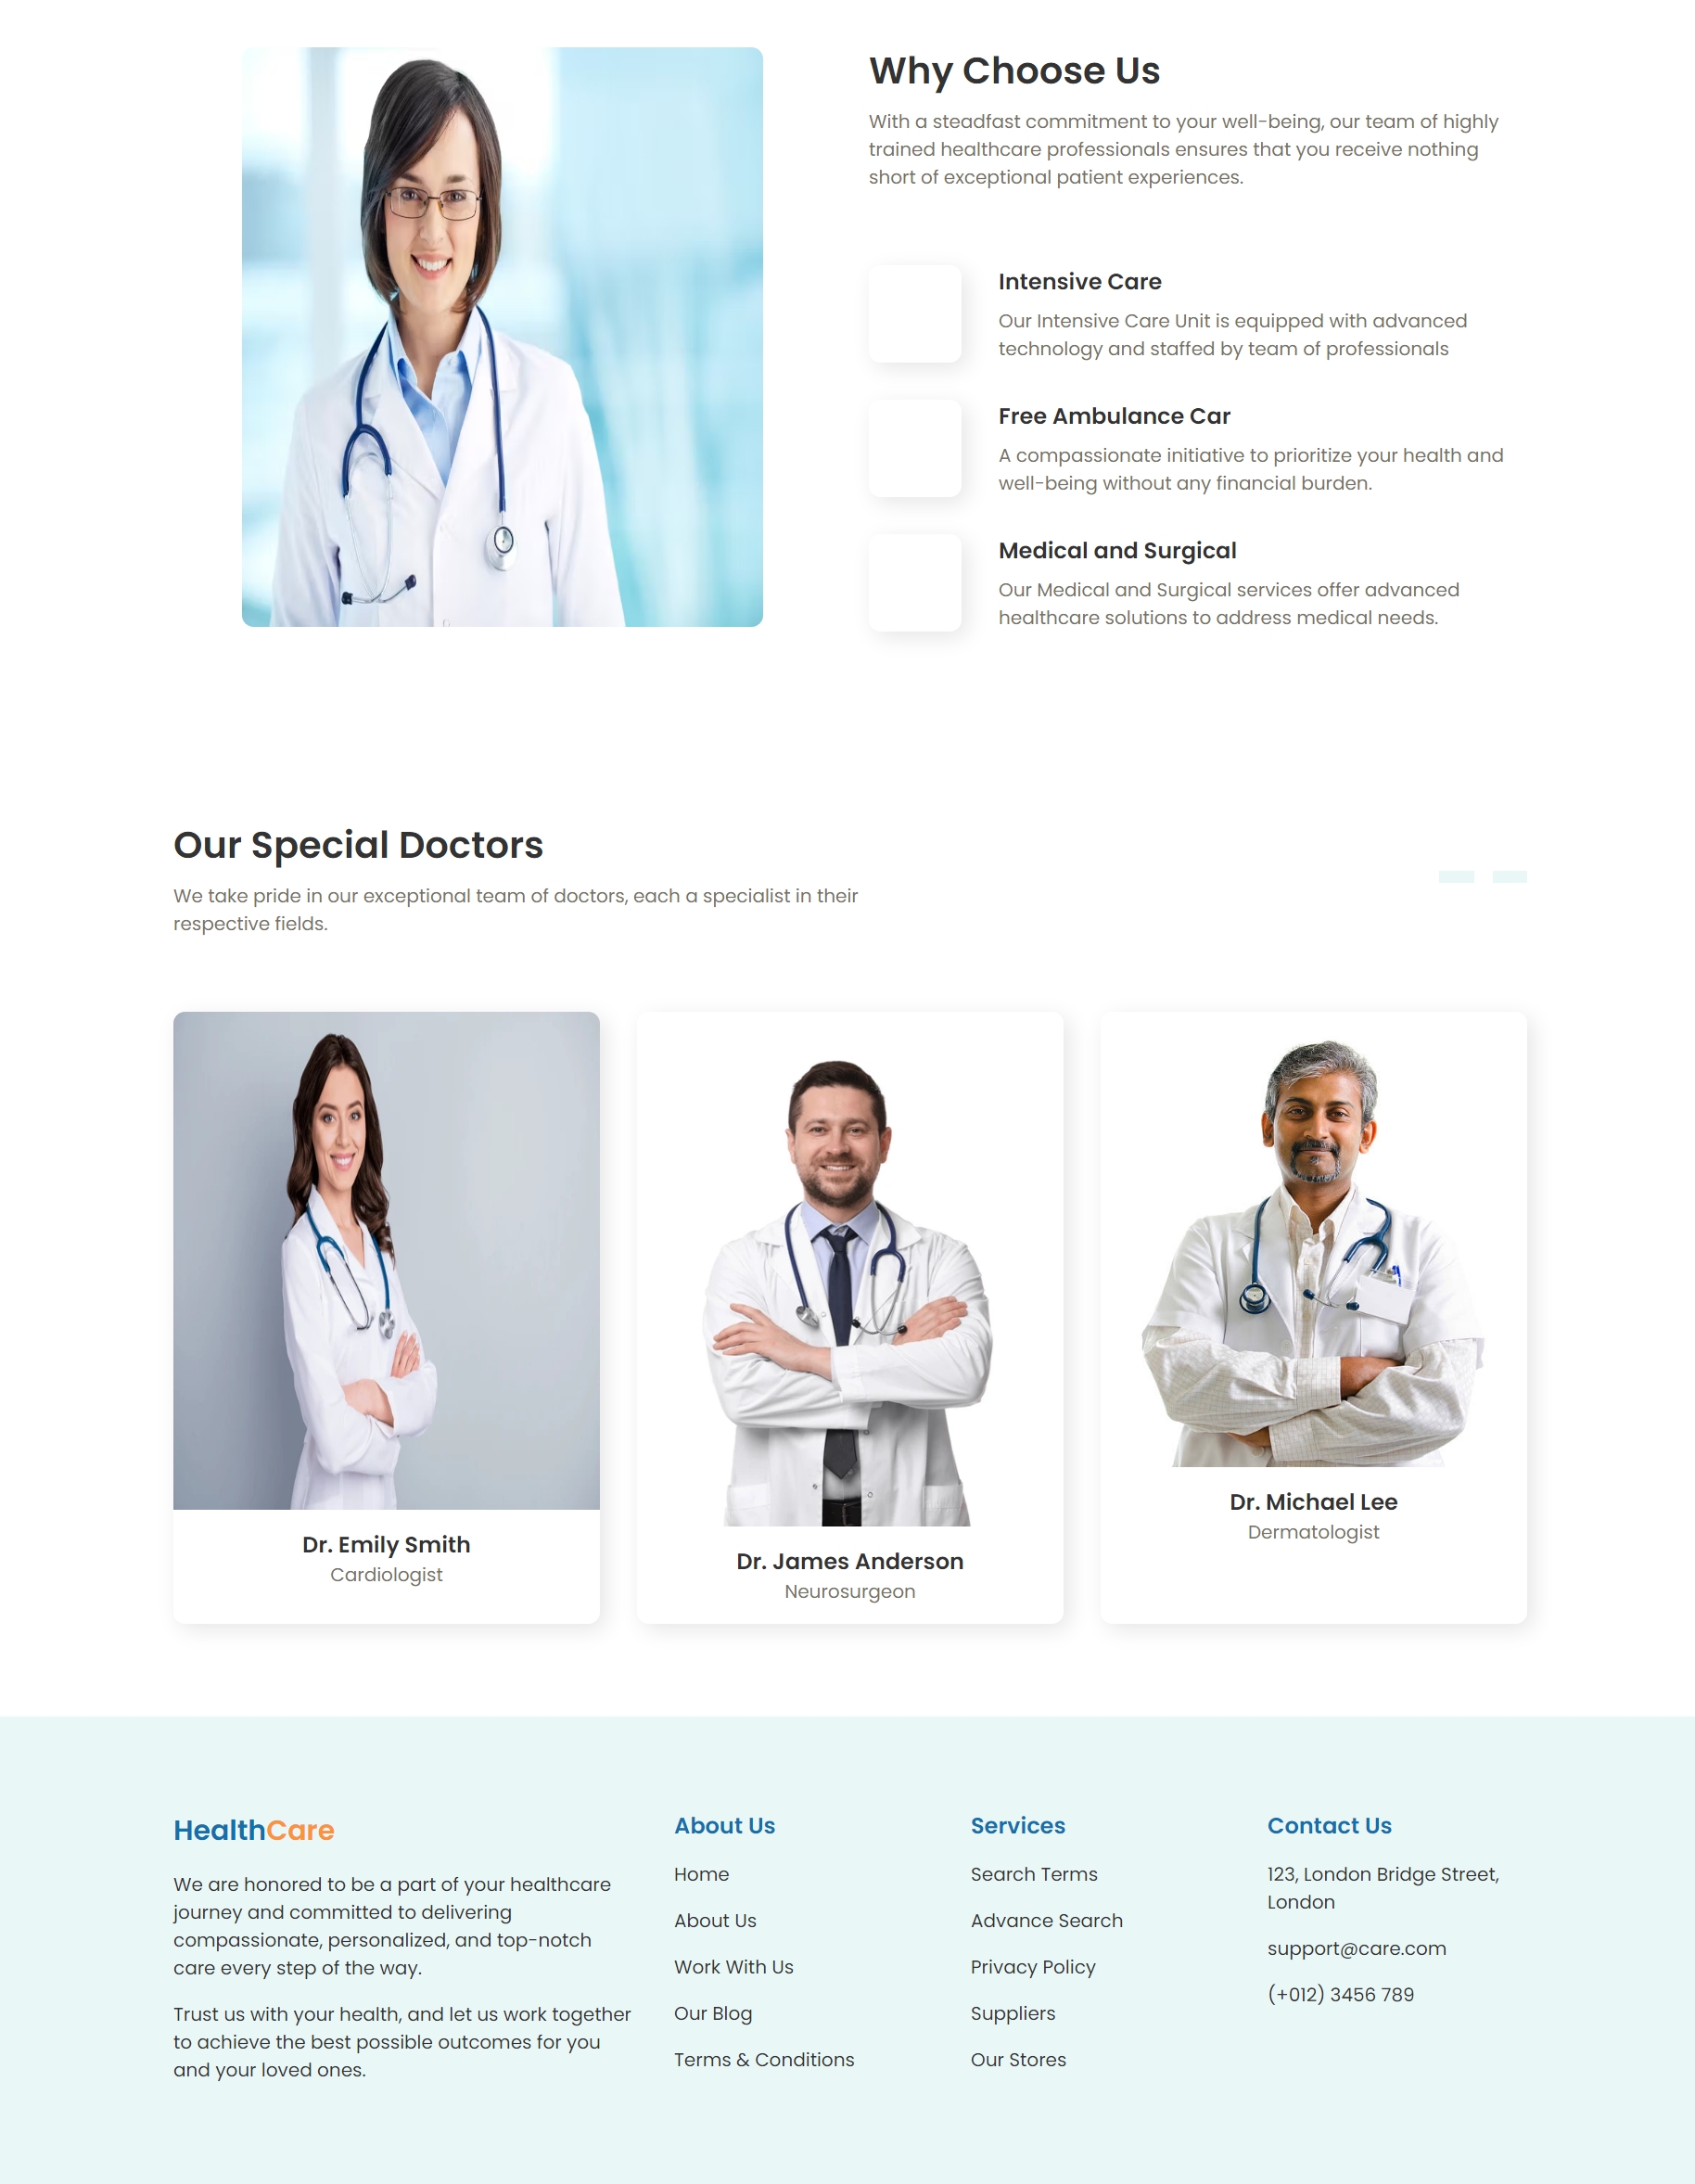 Why Choose Us
With a steadfast commitment to your well-being, our team of highly
trained healthcare professionals ensures that you receive nothing
short of exceptional patient experiences.
Intensive Care
Our Intensive Care Unit is equipped with advanced
technology and staffed by team of professionals
Free Ambulance Car
A compassionate initiative to prioritize your health and
well-being without any financial burden.
Medical and Surgical
Our Medical and Surgical services offer advanced
healthcare solutions to address medical needs.
Our Special Doctors
We take pride in our exceptional team of doctors, each a specialist in their
respective fields.
Dr. Emily Smith
Cardiologist
Dr. James Anderson
Neurosurgeon
Dr. Michael Lee
Dermatologist
HealthCare
We are honored to be a part of your healthcare
journey and committed to delivering
compassionate, personalized, and top-notch
care every step of the way.
Trust us with your health, and let us work together
to achieve the best possible outcomes for you
and your loved ones.
About Us
Home
About Us
Work With Us
Our Blog
Terms & Conditions
Services
Search Terms
Advance Search
Privacy Policy
Suppliers
Our Stores
Contact Us
123, London Bridge Street,
London
support@care.com
(+012) 3456 789